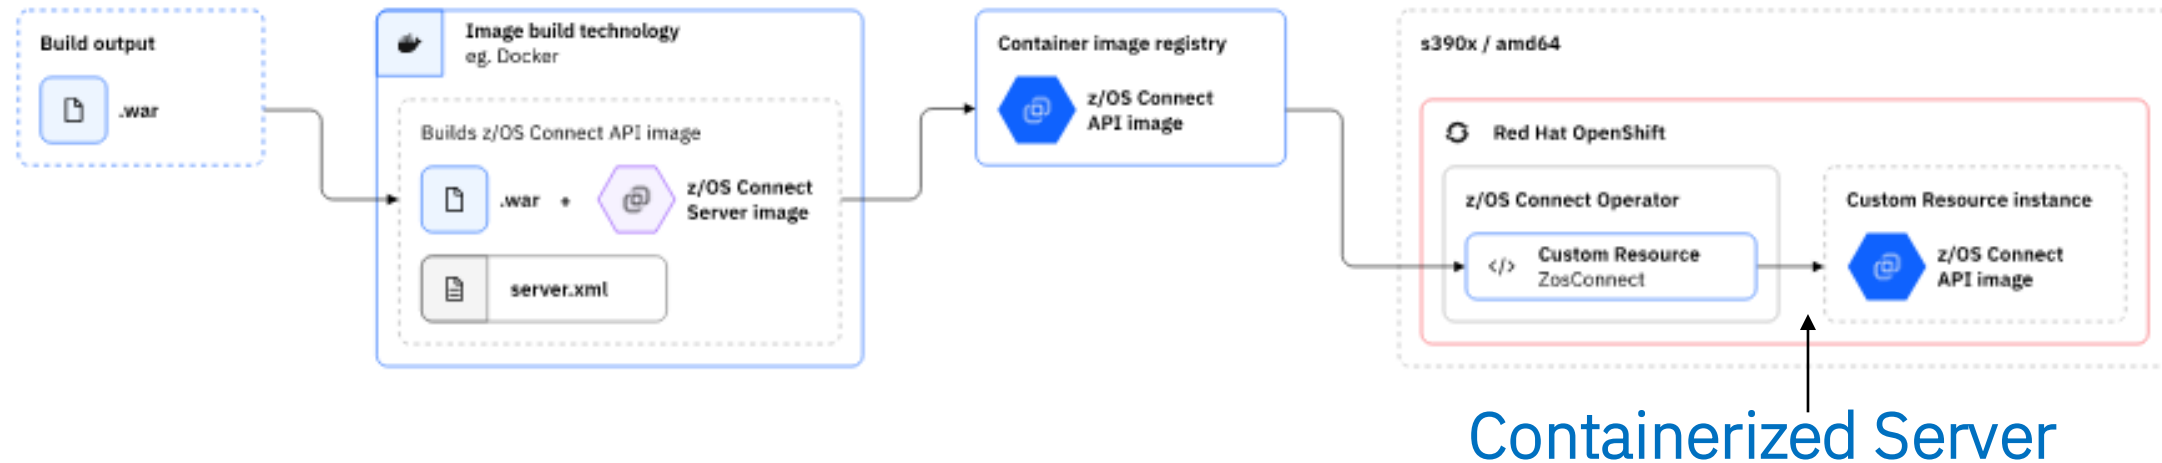 Build output
.war
Image build technology
eg. Docker
Builds z/OS Connect API image
.war +
z/OS Connect
Server image
server.xml
Container image registry
z/OS Connect
API image
s390x / amd64
Red Hat OpenShift
z/OS Connect Operator
</> Custom Resource
ZosConnect
Custom Resource instance
z/OS Connect
API image
Containerized Server